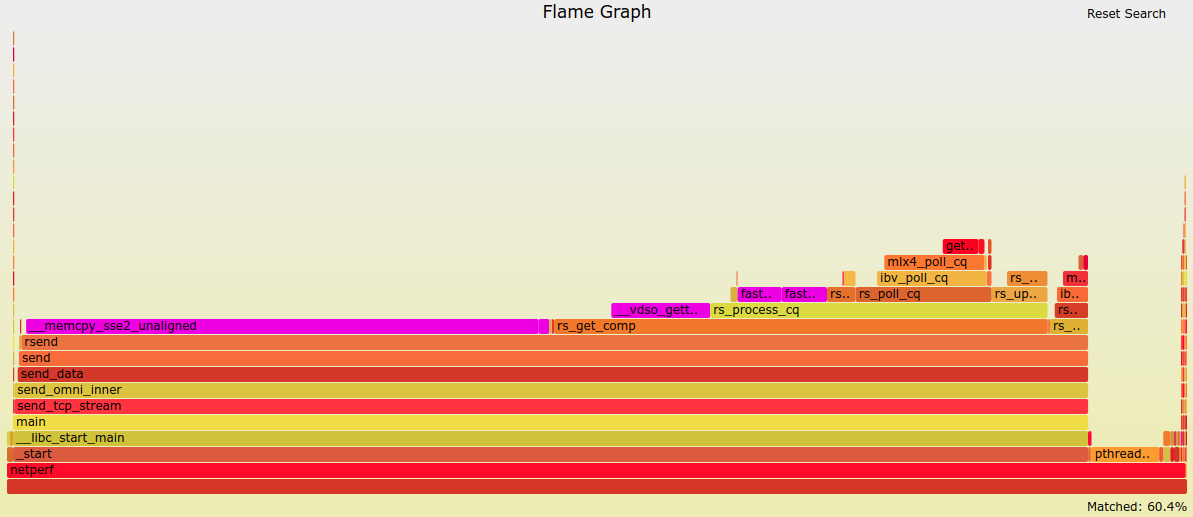 Flame Graph
Reset Search
get..
mlx4_poll_cq
ibv_poll_cq
rs_..
m..
fast..
fast..
rs..
rs_poll_cq
rs_up..
ib..
__vdso_gett..
rs_process_cq
rs..
__memcpy_sse2_unaligned
rs_get_comp
rs_..
rsend
send
send_data
send_omni_inner
send_tcp_stream
main
__libc_start_main
_start
pthread..
netperf
Matched: 60.4%